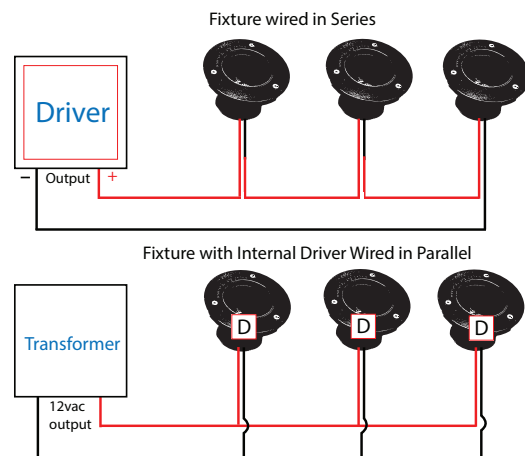 Fixture wired in Series
Driver
– Output +
Fixture with Internal Driver Wired in Parallel
D D D
Transformer
12vac
output